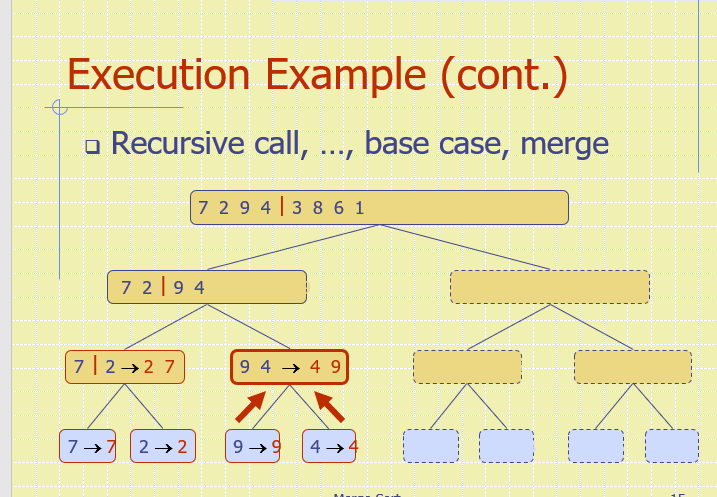 Execution Example (cont.)
Recursive call, …, base case, merge
7 2 9 4 | 3 8 6 1
7 2 | 9 4
7 | 2 → 2 7
9 4 → 4 9
7 → 7
2 → 2
9 → 9
4 → 4
Merge Sort
15